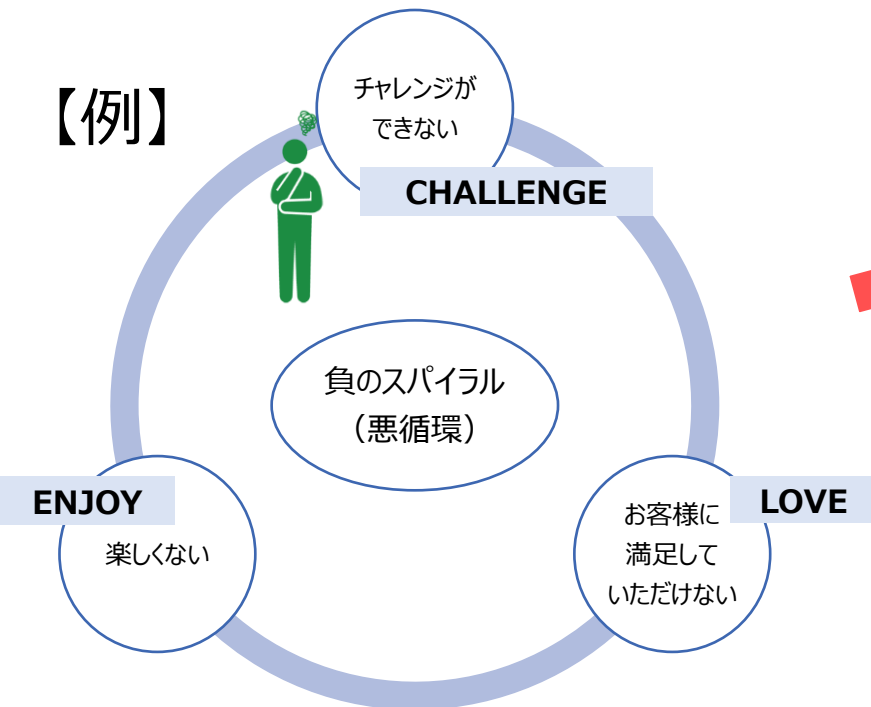 【例】
チャレンジが
できない
CHALLENGE
負のスパイラル
（悪循環）
ENJOY
楽しくない
LOVE
お客様に
満足して
いただけない